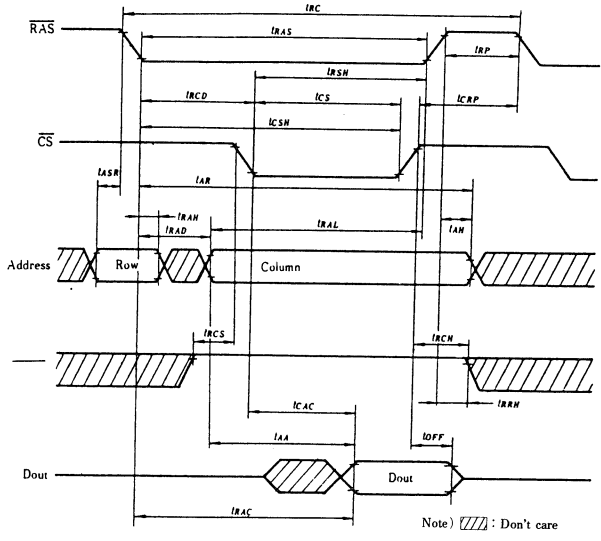 tRC
RAS
tRAS
tRP
tRSH
tRCD
tCS
tCRP
tCSH
CS
tASR
tAR
tRAH
tRAD
tRAL
tAH
Address
Row
Column
tRCS
tRCH
tCAC
tRRH
tAA
tOFF
Dout
Dout
tRAC
Note) : Don't care